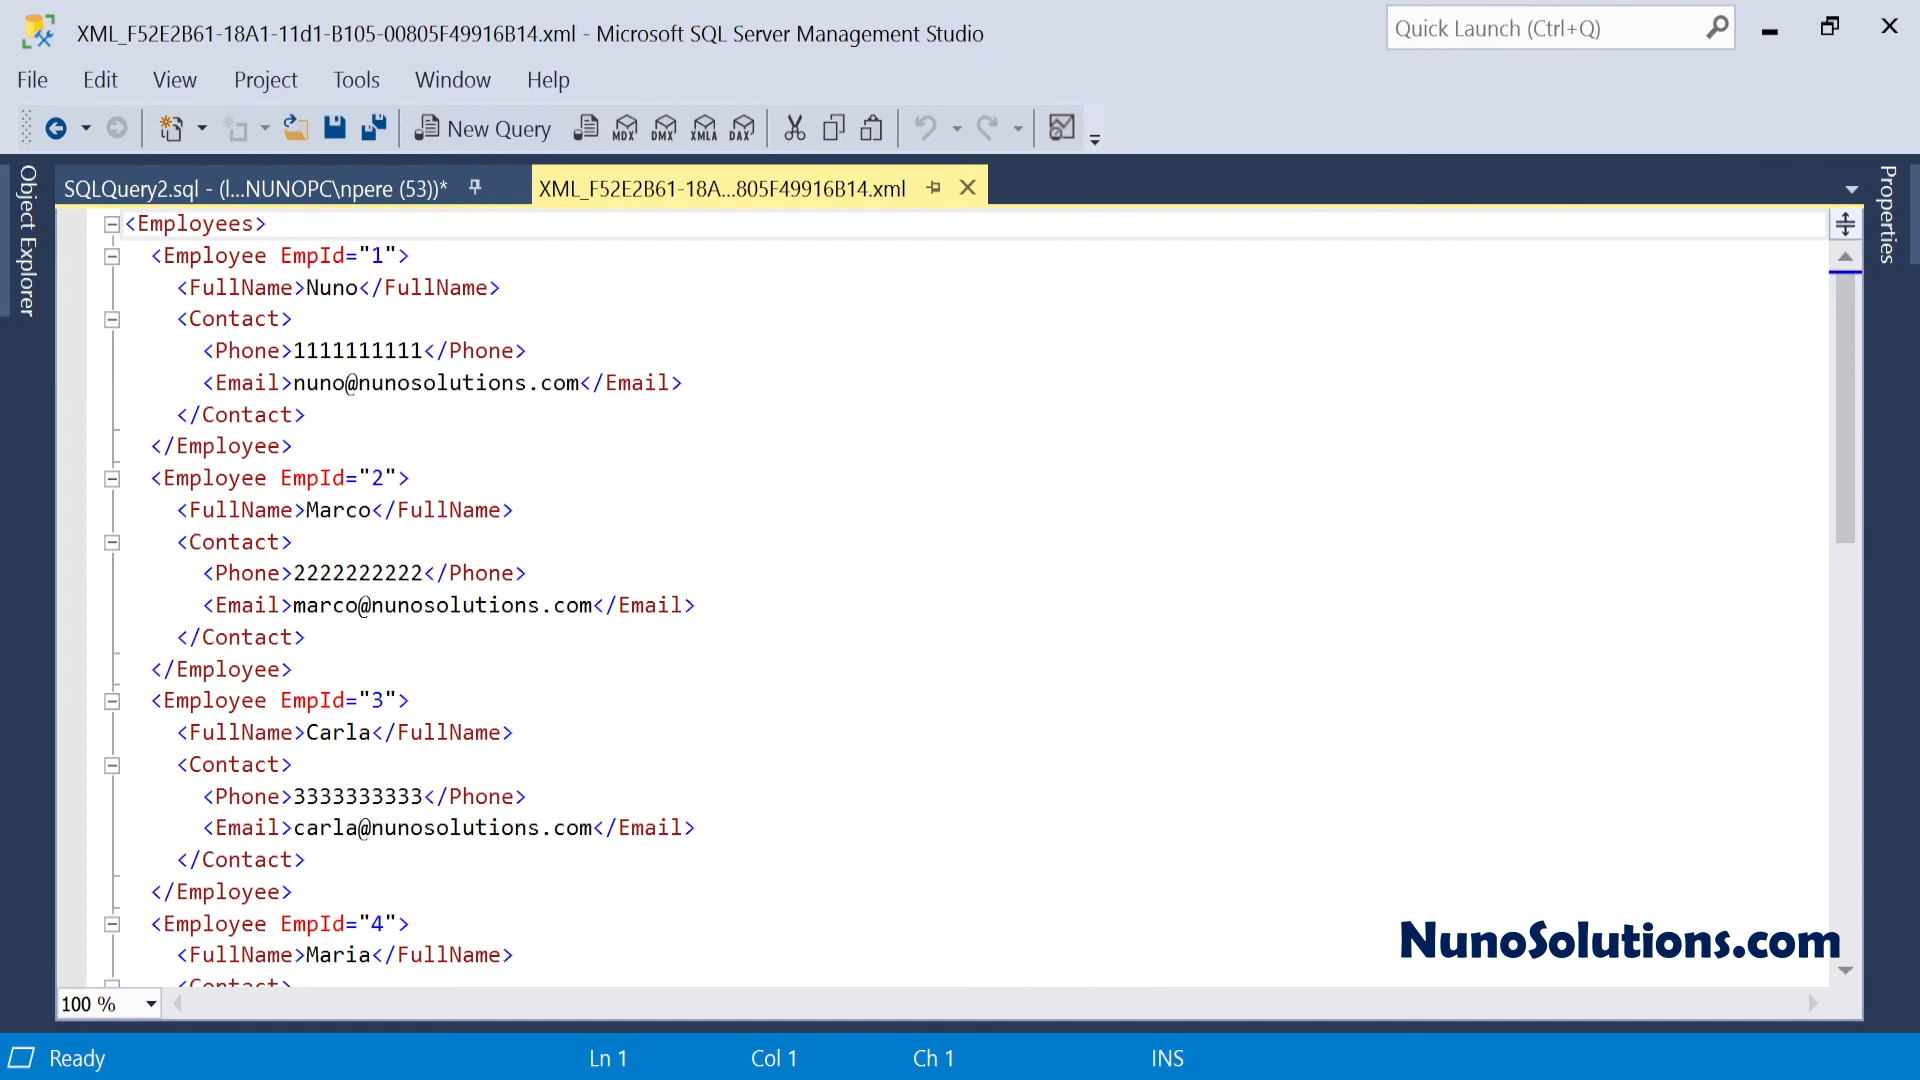 XML_F52E2B61-18A1-11d1-B105-00805F49916B14.xml - Microsoft SQL Server Management Studio
Quick Launch (Ctrl+Q)
File Edit View Project Tools Window Help
New Query MDX DMX XMLA DAX
Object Explorer
SQLQuery2.sql - (l...NUNOPC\npere (53))*
XML_F52E2B61-18A...805F49916B14.xml
Properties
<Employees>
<Employee EmpId="1">
<FullName>Nuno</FullName>
<Contact>
<Phone>1111111111</Phone>
<Email>nuno@nunosolutions.com</Email>
</Contact>
</Employee>
<Employee EmpId="2">
<FullName>Marco</FullName>
<Contact>
<Phone>2222222222</Phone>
<Email>marco@nunosolutions.com</Email>
</Contact>
</Employee>
<Employee EmpId="3">
<FullName>Carla</FullName>
<Contact>
<Phone>3333333333</Phone>
<Email>carla@nunosolutions.com</Email>
</Contact>
</Employee>
<Employee EmpId="4">
<FullName>Maria</FullName>
<Contact>
NunoSolutions.com
100 %
Ready Ln 1 Col 1 Ch 1 INS